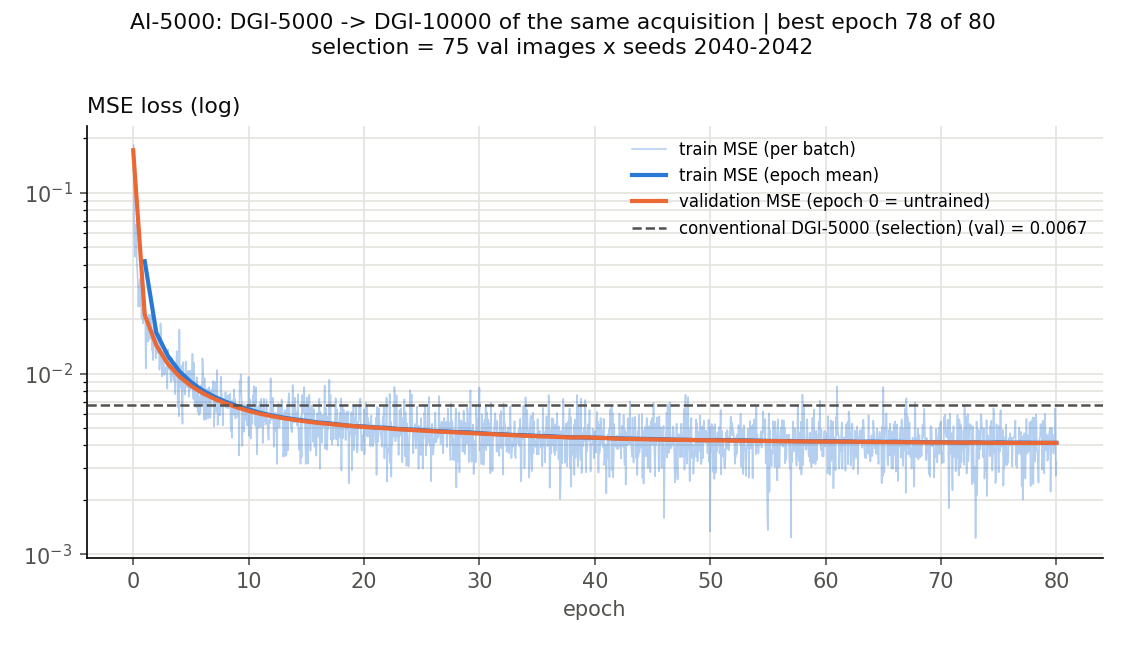 AI-5000: DGI-5000 -> DGI-10000 of the same acquisition | best epoch 78 of 80
selection = 75 val images x seeds 2040-2042
MSE loss (log)
train MSE (per batch)
train MSE (epoch mean)
validation MSE (epoch 0 = untrained)
conventional DGI-5000 (selection) (val) = 0.0067
10⁻¹
10⁻²
10⁻³
0 10 20 30 40 50 60 70 80
epoch